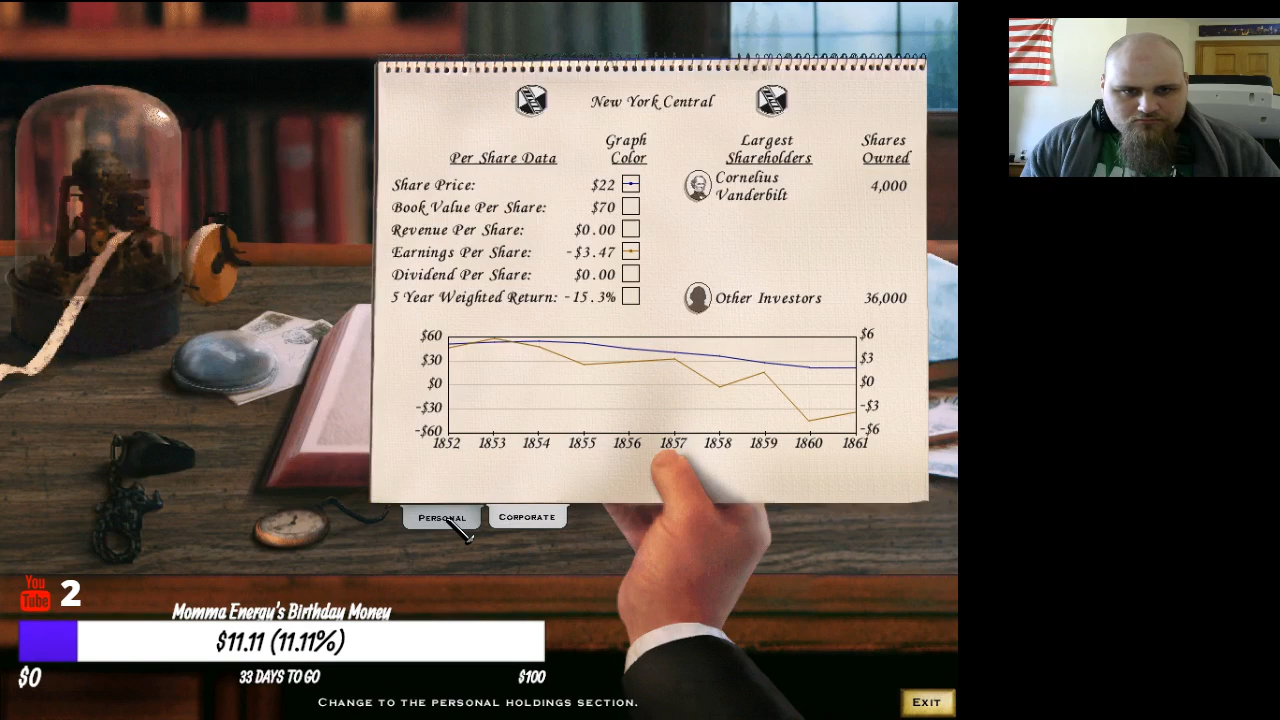 New York Central
Per Share Data
Graph Color
Largest Shareholders
Shares Owned
Share Price: $22
Cornelius Vanderbilt 4,000
Book Value Per Share: $70
Revenue Per Share: $0.00
Earnings Per Share: -$3.47
Dividend Per Share: $0.00
5 Year Weighted Return: -15.3%
Other Investors 36,000
$60 $6
$30 $3
$0 $0
-$30 -$3
-$60 -$6
1852 1853 1854 1855 1856 1857 1858 1859 1860 1861
Personal Corporate
You Tube 2
Momma Energy's Birthday Money
$11.11 (11.11%)
$0 33 DAYS TO GO $100
Change to the personal holdings section.
Exit